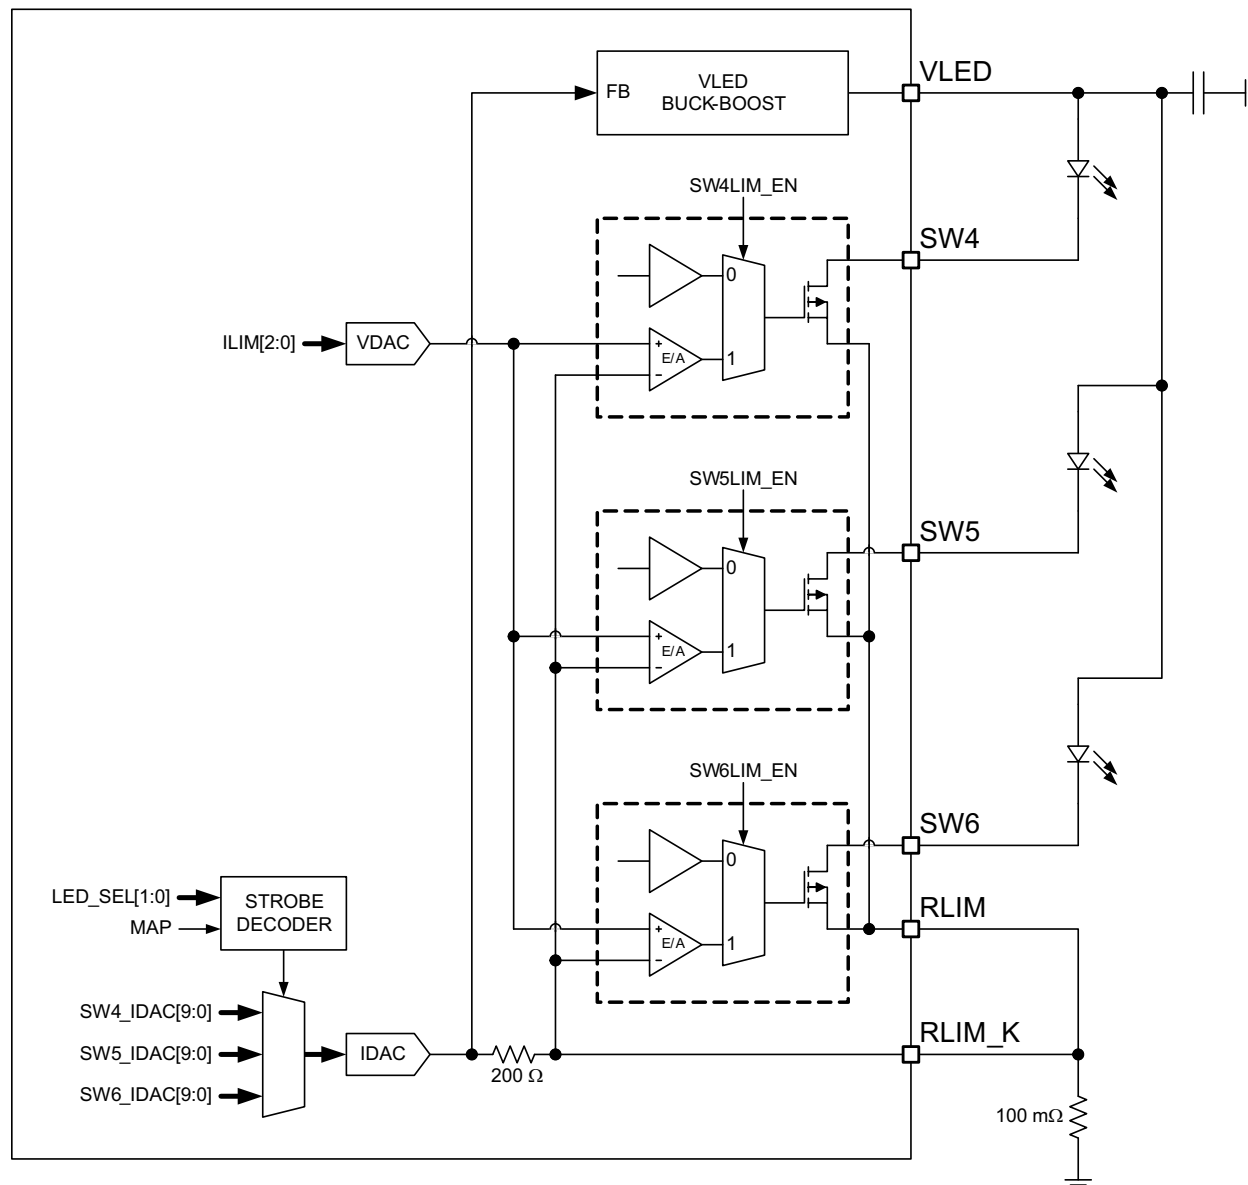 VLED
FB
VLED
BUCK-BOOST
SW4LIM_EN
SW4
0
ILIM[2:0]
VDAC
+
E/A
−
1
SW5LIM_EN
SW5
0
+
E/A
−
1
SW6LIM_EN
SW6
0
LED_SEL[1:0]
MAP
STROBE
DECODER
RLIM
+
E/A
−
1
SW4_IDAC[9:0]
SW5_IDAC[9:0]
SW6_IDAC[9:0]
IDAC
200 Ω
RLIM_K
100 mΩ